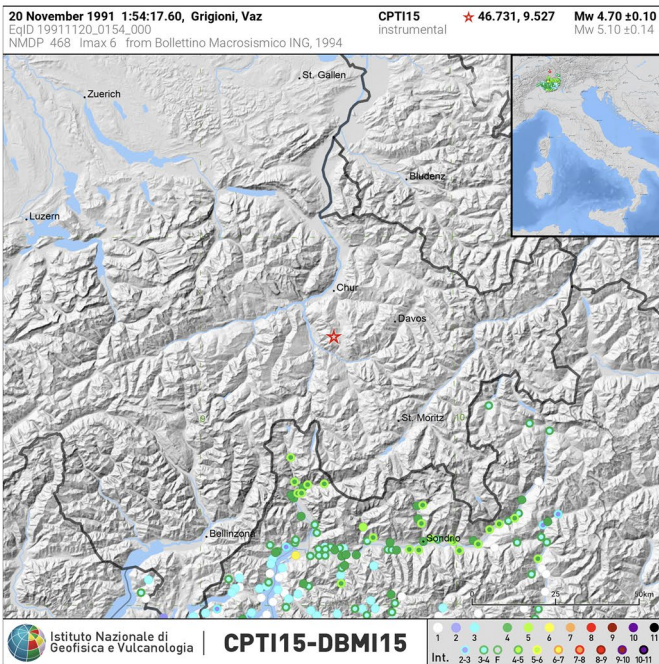 20 November 1991 1:54:17.60, Grigioni, Vaz
CPTI15
46.731, 9.527
Mw 4.70 ±0.10
EqID 19911120_0154_000
instrumental
Mw 5.10 ±0.14
NMDP 468 Imax 6 from Bollettino Macrosismico ING, 1994
St. Gallen
Zuerich
Bludenz
Luzern
Chur
Davos
St. Moritz
9
10
Bellinzona
Sondrio
0
25
50km
Istituto Nazionale di
Geofisica e Vulcanologia
CPTI15-DBMI15
1 2 3 4 5 6 7 8 9 10 11
Int. 2-3 3-4 F 4-5 5-6 6-7 7-8 8-9 9-10 10-11